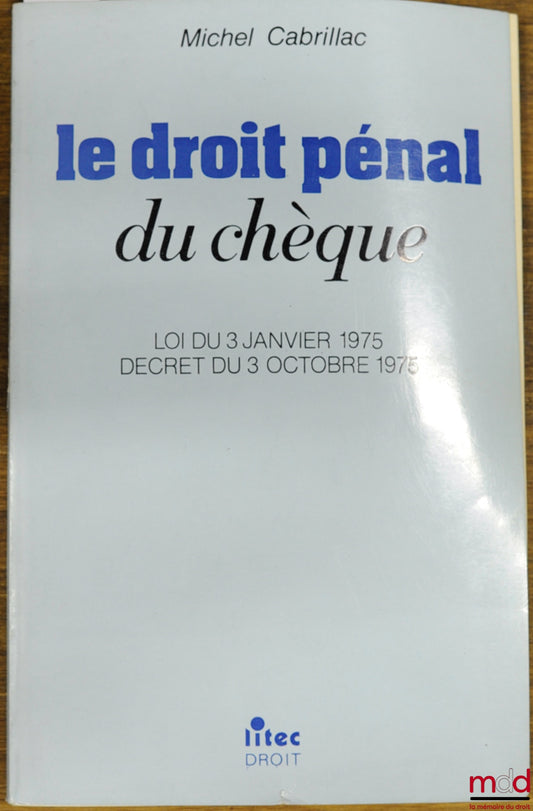 Michel Cabrillac
le droit pénal
du chèque
LOI DU 3 JANVIER 1975
DECRET DU 3 OCTOBRE 1975
litec
DROIT
mdd
la mémoire du droit